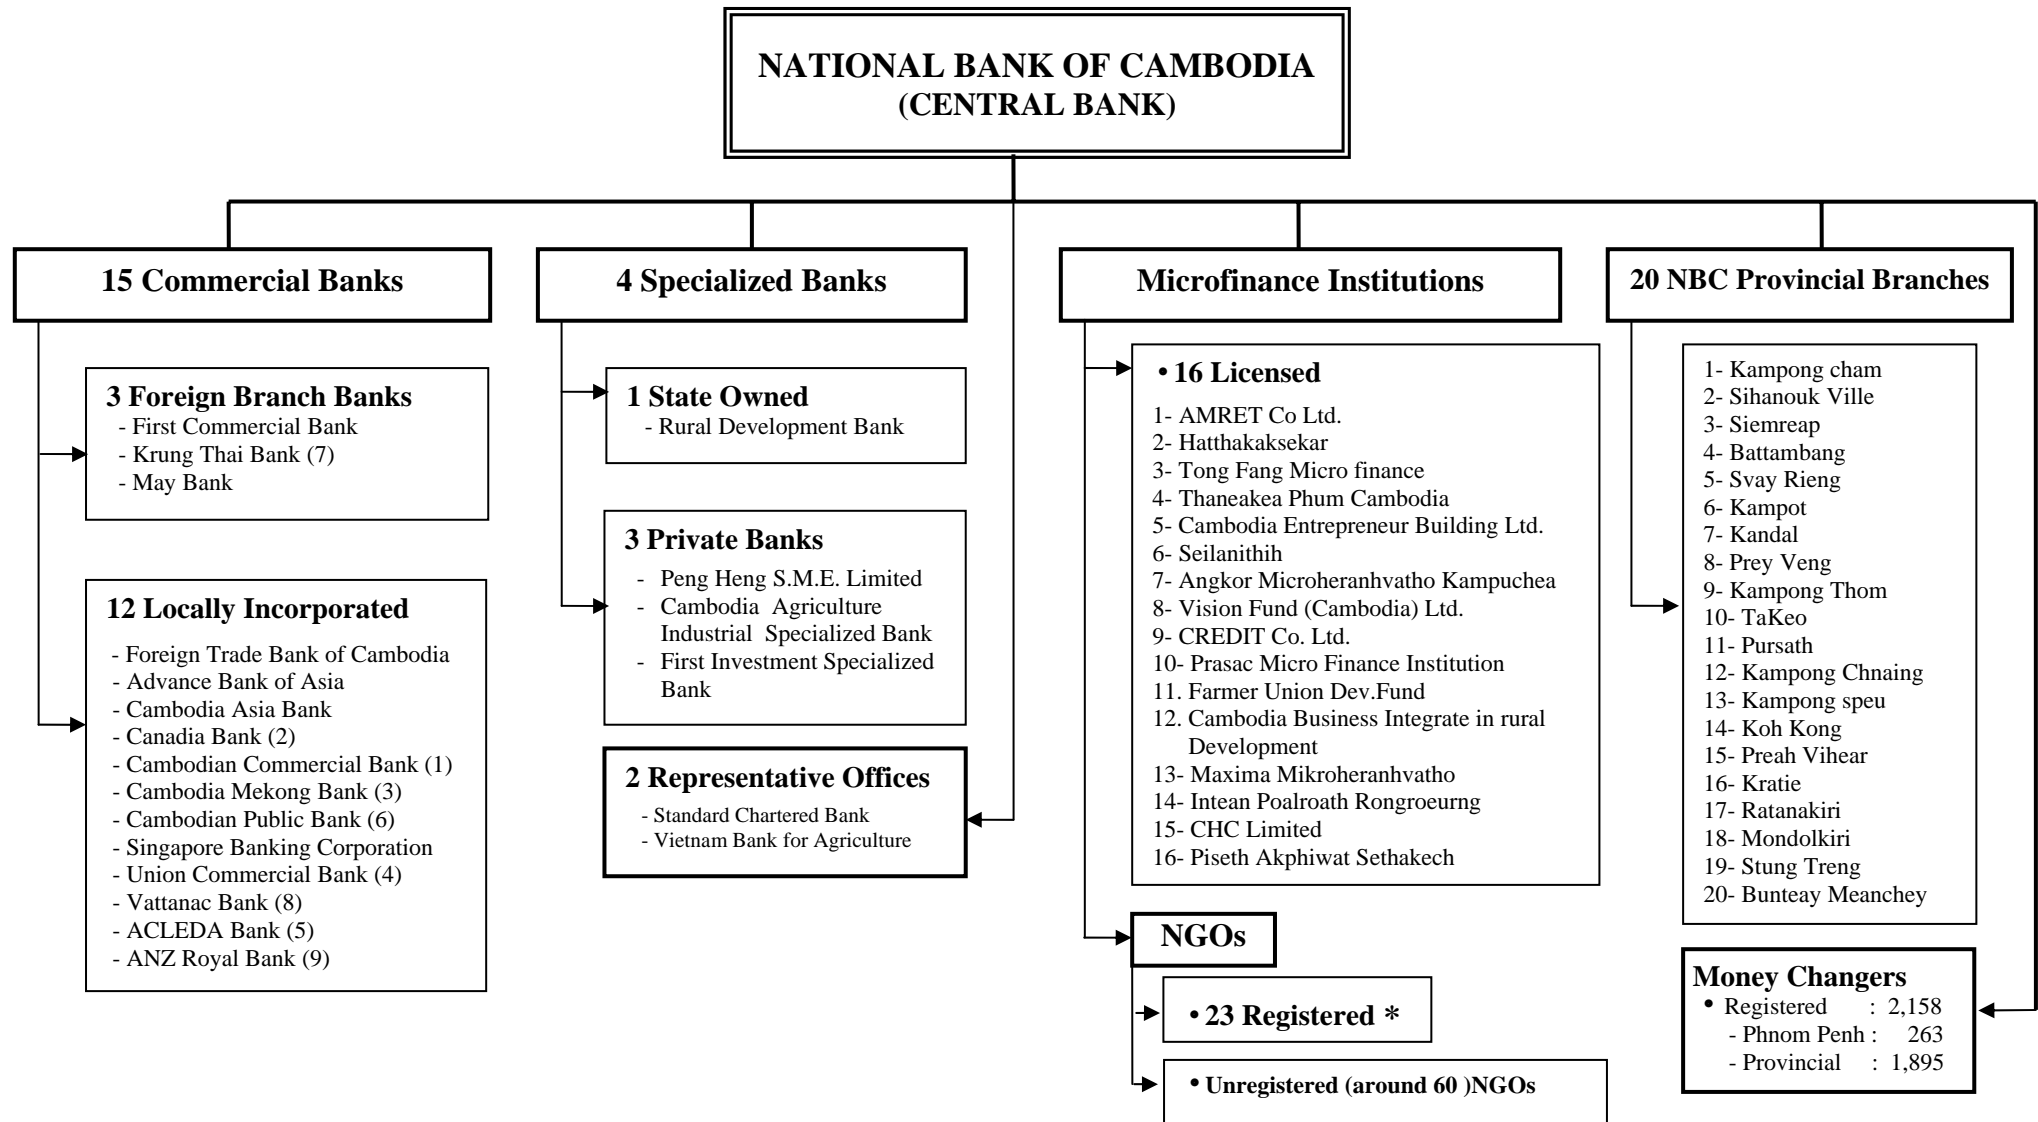 NATIONAL BANK OF CAMBODIA
(CENTRAL BANK)
15 Commercial Banks
3 Foreign Branch Banks
- First Commercial Bank
- Krung Thai Bank (7)
- May Bank
12 Locally Incorporated
- Foreign Trade Bank of Cambodia
- Advance Bank of Asia
- Cambodia Asia Bank
- Canadia Bank (2)
- Cambodian Commercial Bank (1)
- Cambodia Mekong Bank (3)
- Cambodian Public Bank (6)
- Singapore Banking Corporation
- Union Commercial Bank (4)
- Vattanac Bank (8)
- ACLEDA Bank (5)
- ANZ Royal Bank (9)
4 Specialized Banks
1 State Owned
- Rural Development Bank
3 Private Banks
- Peng Heng S.M.E. Limited
- Cambodia Agriculture
Industrial Specialized Bank
- First Investment Specialized
Bank
2 Representative Offices
- Standard Chartered Bank
- Vietnam Bank for Agriculture
Microfinance Institutions
• 16 Licensed
1- AMRET Co Ltd.
2- Hatthakaksekar
3- Tong Fang Micro finance
4- Thaneakea Phum Cambodia
5- Cambodia Entrepreneur Building Ltd.
6- Seilanithih
7- Angkor Microheranhvatho Kampuchea
8- Vision Fund (Cambodia) Ltd.
9- CREDIT Co. Ltd.
10- Prasac Micro Finance Institution
11. Farmer Union Dev.Fund
12. Cambodia Business Integrate in rural
Development
13- Maxima Mikroheranhvatho
14- Intean Poalroath Rongroeurng
15- CHC Limited
16- Piseth Akphiwat Sethakech
NGOs
• 23 Registered *
• Unregistered (around 60 )NGOs
20 NBC Provincial Branches
1- Kampong cham
2- Sihanouk Ville
3- Siemreap
4- Battambang
5- Svay Rieng
6- Kampot
7- Kandal
8- Prey Veng
9- Kampong Thom
10- TaKeo
11- Pursath
12- Kampong Chnaing
13- Kampong speu
14- Koh Kong
15- Preah Vihear
16- Kratie
17- Ratanakiri
18- Mondolkiri
19- Stung Treng
20- Bunteay Meanchey
Money Changers
• Registered : 2,158
- Phnom Penh : 263
- Provincial : 1,895